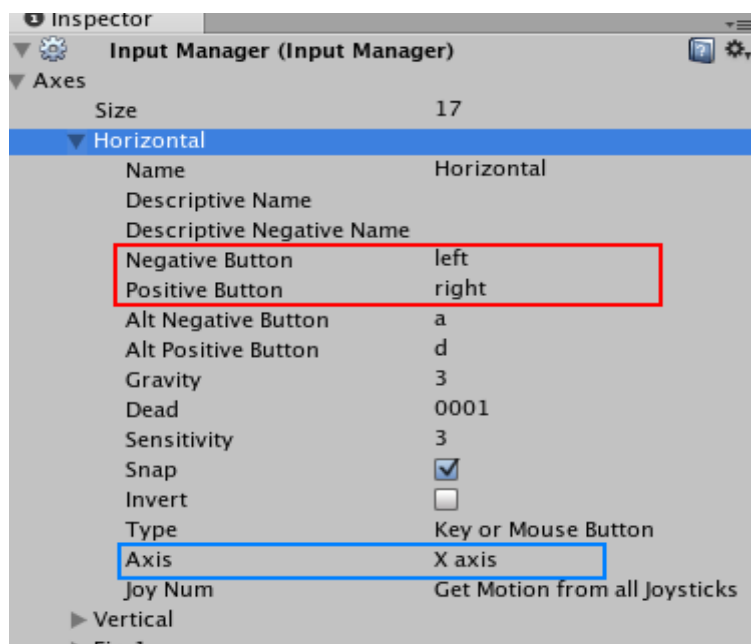 Inspector
Input Manager (Input Manager)
Axes
Size 17
Horizontal
Name Horizontal
Descriptive Name
Descriptive Negative Name
Negative Button left
Positive Button right
Alt Negative Button a
Alt Positive Button d
Gravity 3
Dead 0001
Sensitivity 3
Snap
Invert
Type Key or Mouse Button
Axis X axis
Joy Num Get Motion from all Joysticks
Vertical